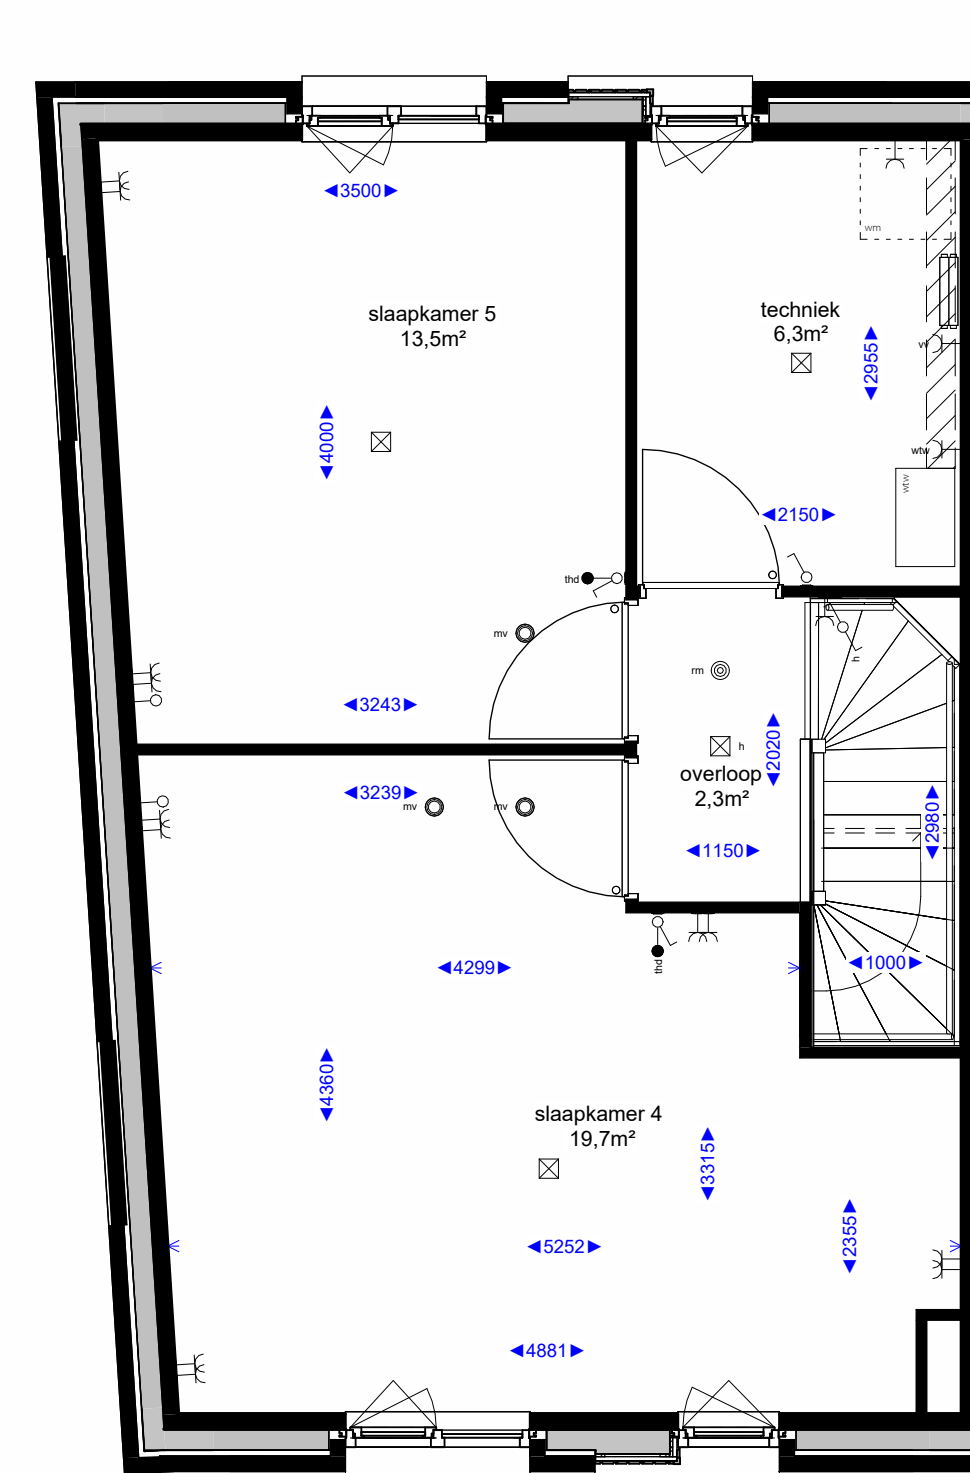 3500
wm
slaapkamer 5
13,5m²
techniek
6,3m²
2955
vv
4000
wtw
wtw
2150
thd
mv
rm
h
3243
h
2020
overloop
2,3m²
3239
mv
mv
2980
1150
thd
4299
1000
4360
slaapkamer 4
19,7m²
3315
2355
5252
4881